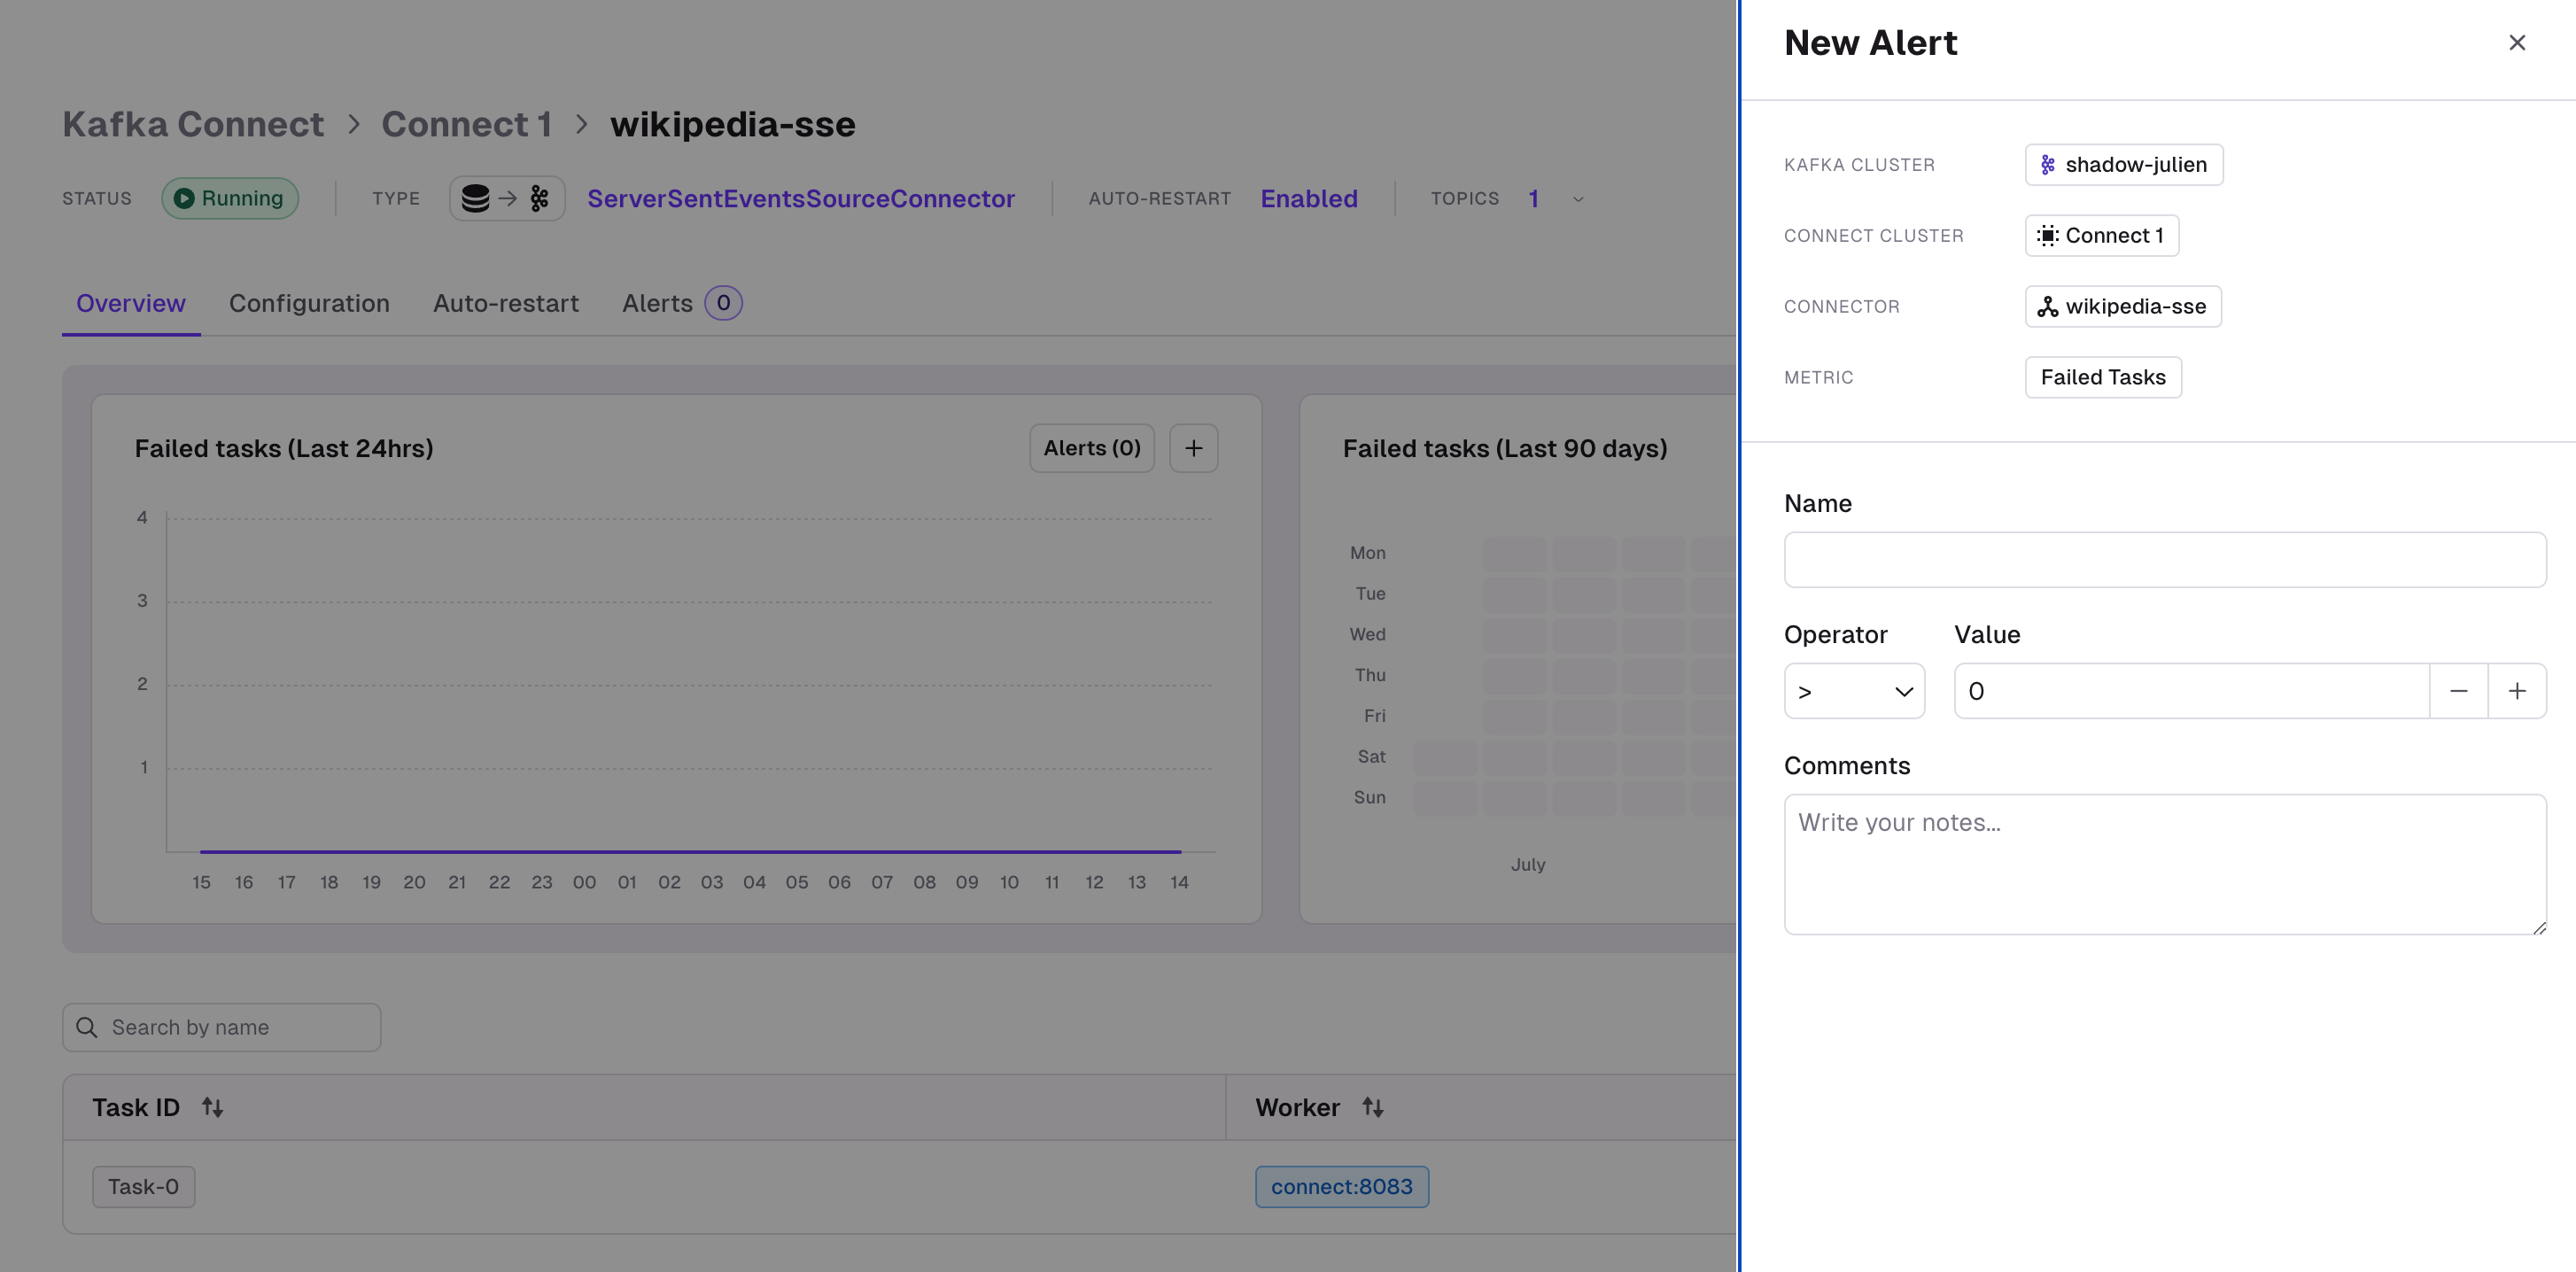 Kafka Connect > Connect 1 > wikipedia-sse
STATUS Running TYPE ServerSentEventsSourceConnector AUTO-RESTART Enabled TOPICS 1
Overview Configuration Auto-restart Alerts 0
Failed tasks (Last 24hrs) Alerts (0) +
4
3
2
1
15 16 17 18 19 20 21 22 23 00 01 02 03 04 05 06 07 08 09 10 11 12 13 14
Failed tasks (Last 90 days)
Mon
Tue
Wed
Thu
Fri
Sat
Sun
July
Search by name
Task ID Worker
Task-0 connect:8083
New Alert
KAFKA CLUSTER shadow-julien
CONNECT CLUSTER Connect 1
CONNECTOR wikipedia-sse
METRIC Failed Tasks
Name
Operator Value
> 0 − +
Comments
Write your notes...